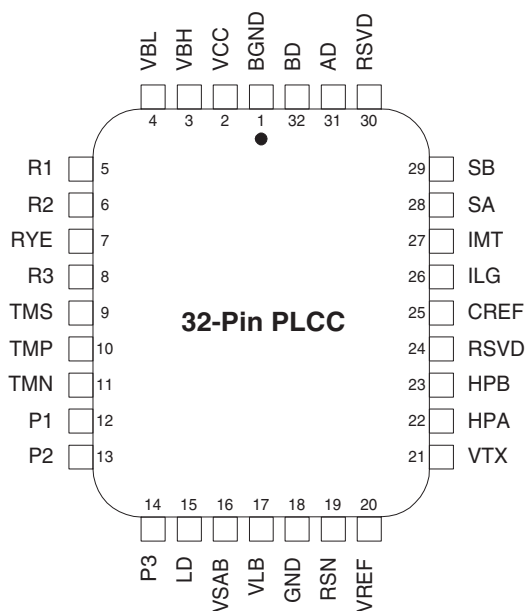 VBL VBH VCC BGND BD AD RSVD
4 3 2 1 32 31 30
R1 5 29 SB
R2 6 28 SA
RYE 7 27 IMT
R3 8 26 ILG
TMS 9 25 CREF
32-Pin PLCC
TMP 10 24 RSVD
TMN 11 23 HPB
P1 12 22 HPA
P2 13 21 VTX
14 15 16 17 18 19 20
P3 LD VSAB VLB GND RSN VREF